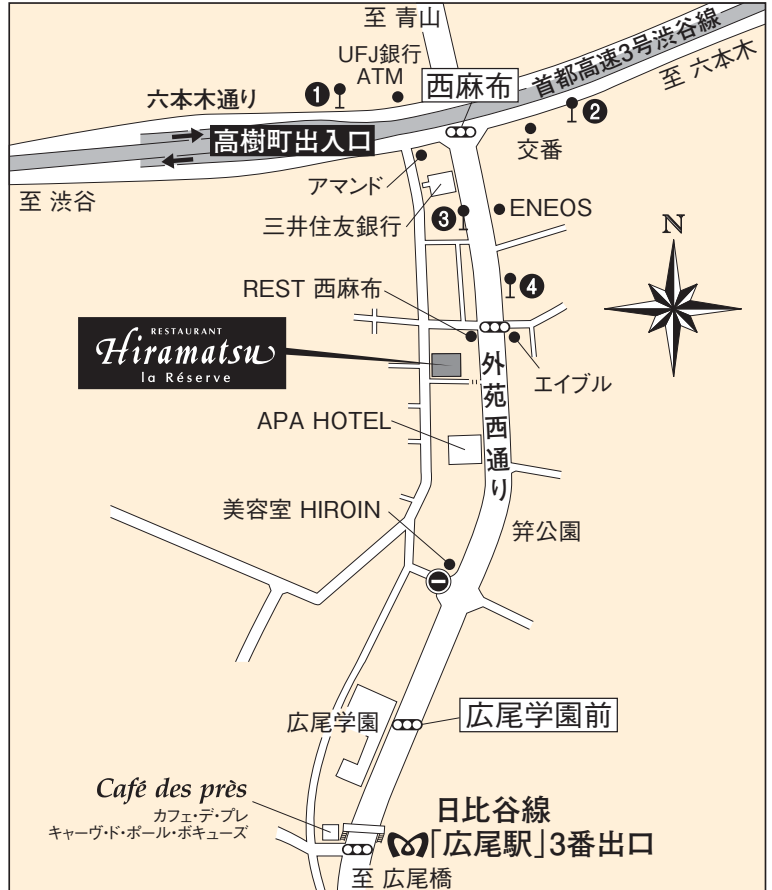 至 青山
UFJ銀行
ATM
首都高速3号渋谷線
至 六本木
六本木通り
❶
西麻布
❷
高樹町出入口
交番
アマンド
至 渋谷
三井住友銀行
❸
ENEOS
N
REST 西麻布
❹
RESTAURANT
Hiramatsu
la Réserve
エイブル
外苑西通り
APA HOTEL
美容室 HIROIN
笄公園
広尾学園
広尾学園前
Café des près
カフェ・デ・プレ
キャーヴ・ド・ポール・ボキューズ
日比谷線
「広尾駅」3番出口
至 広尾橋